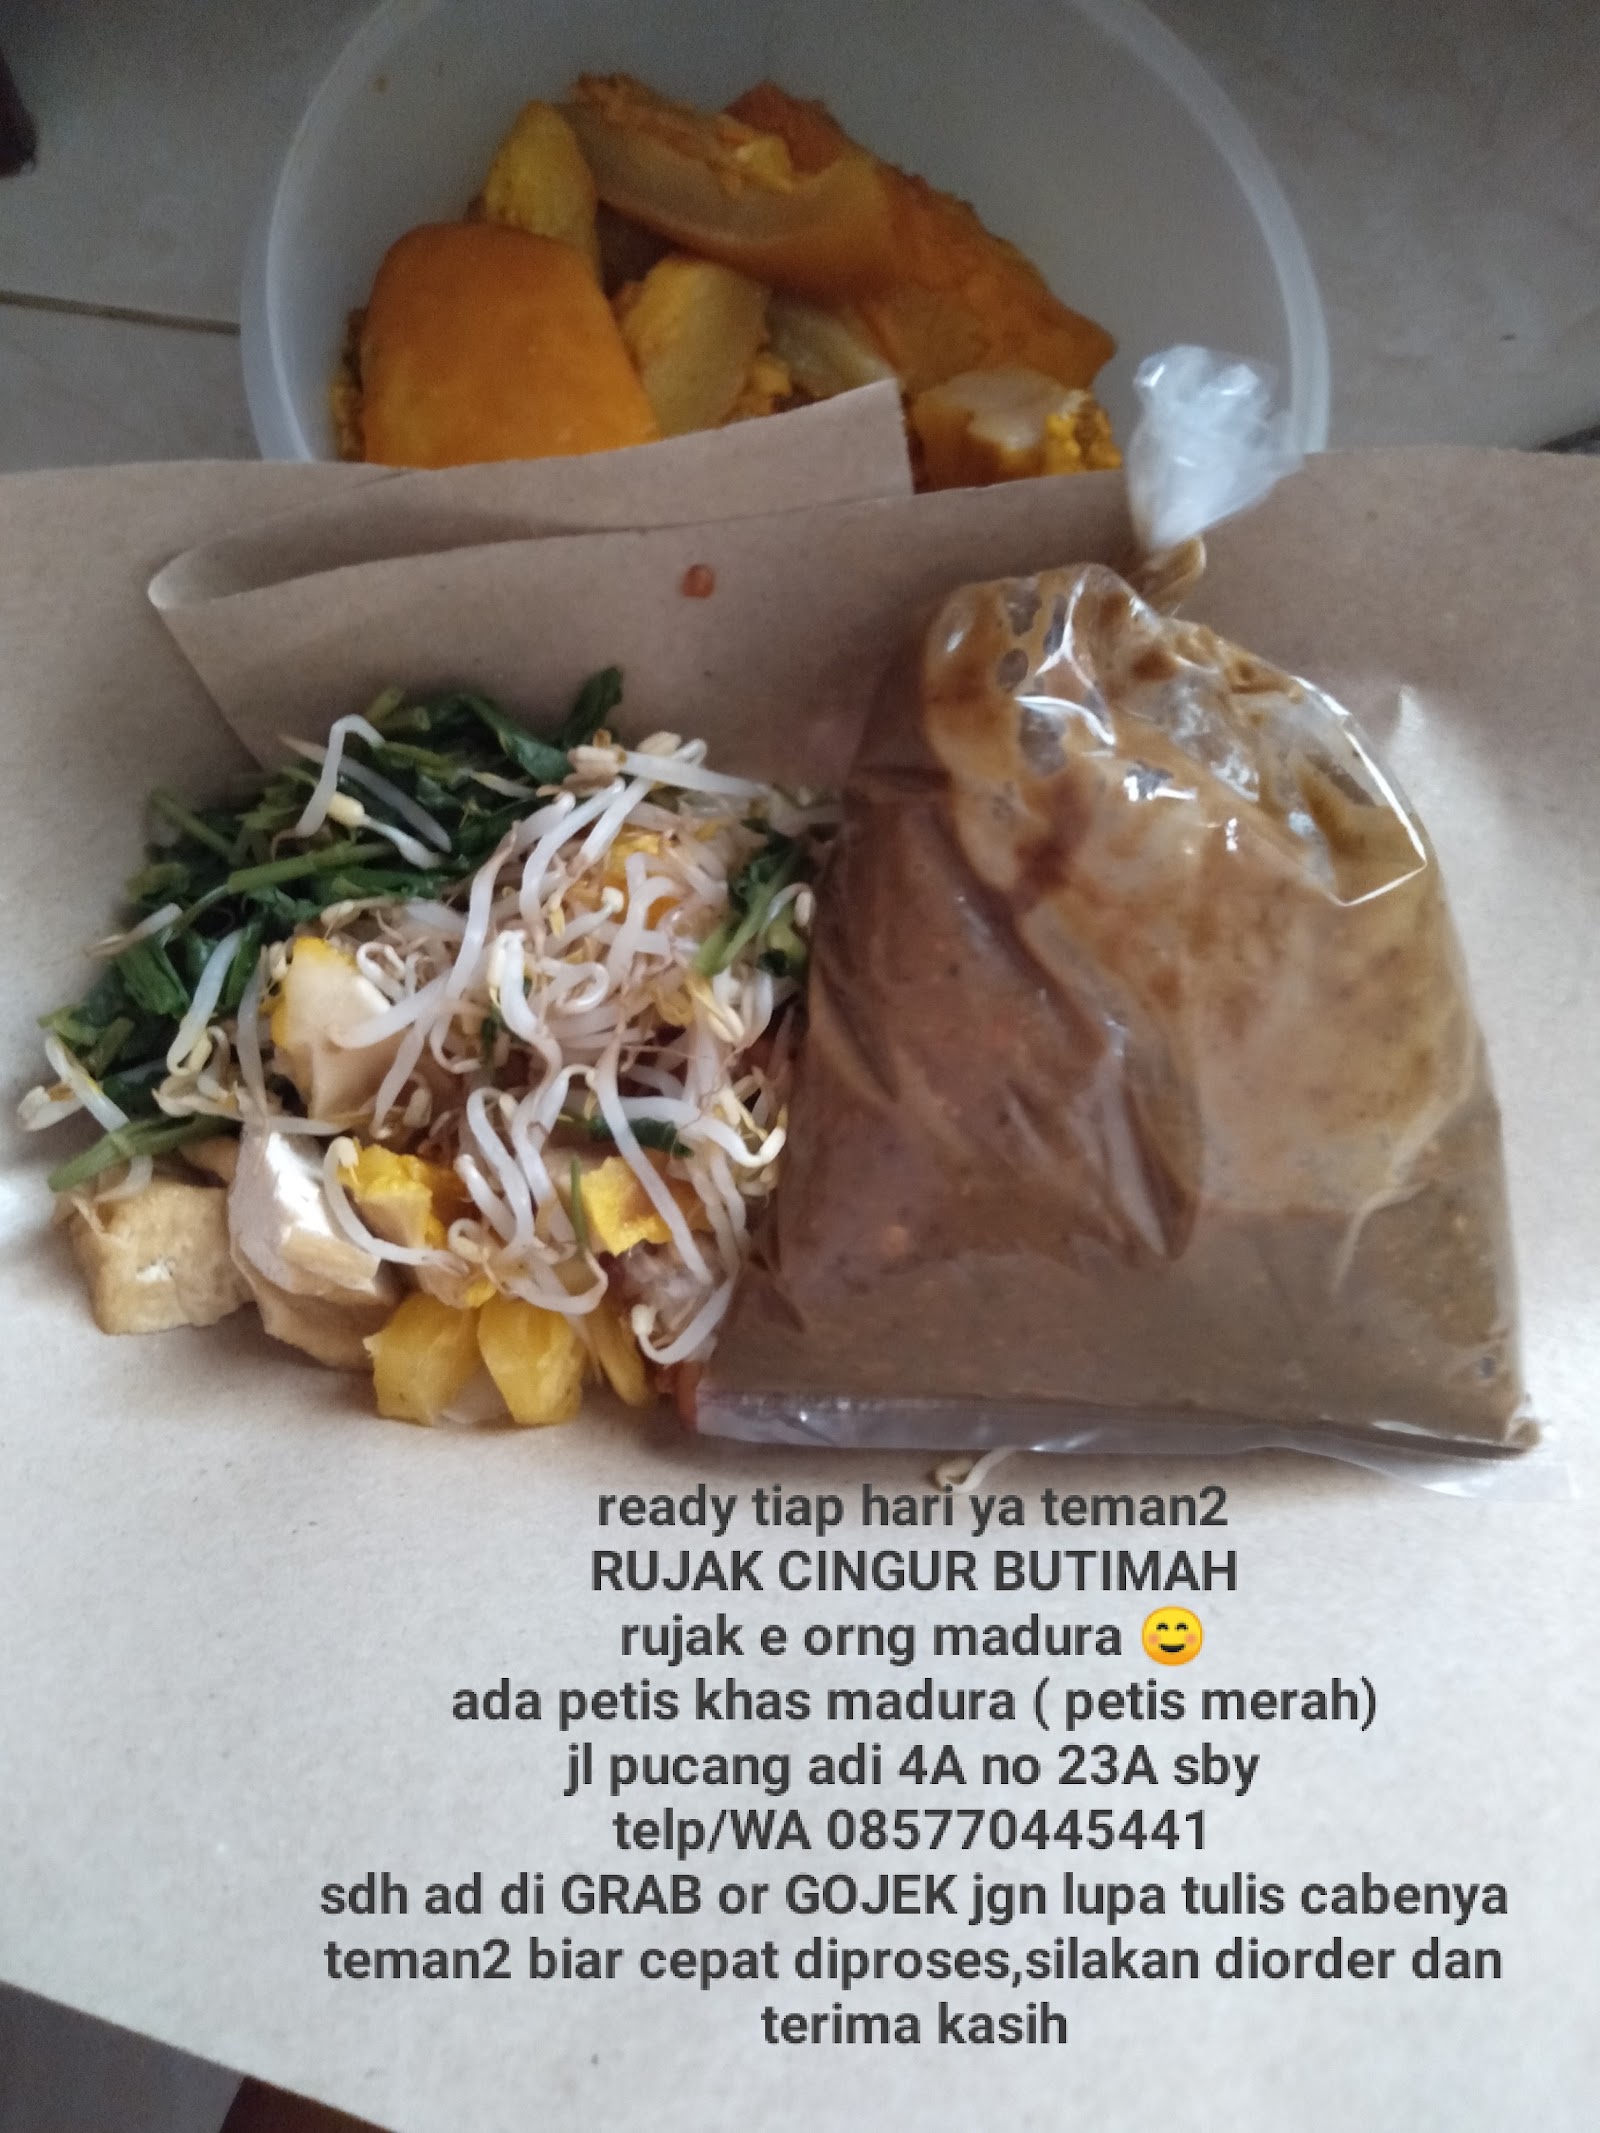 ready tiap hari ya teman2
RUJAK CINGUR BUTIMAH
rujak e orng madura 😊
ada petis khas madura ( petis merah)
jl pucang adi 4A no 23A sby
telp/WA 085770445441
sdh ad di GRAB or GOJEK jgn lupa tulis cabenya
teman2 biar cepat diproses,silakan diorder dan
terima kasih